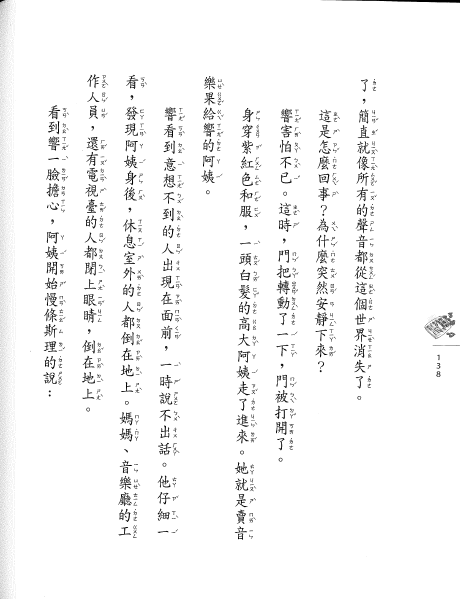 了，簡直就像所有的聲音都從這個世界消失了。
這是怎麼回事？為什麼突然安靜下來？
響害怕不已。這時，門把轉動了一下，門被打開了。
身穿紫紅色和服，一頭白髮的高大阿姨走了進來。她就是賣音
樂果給響的阿姨。
響看到意想不到的人出現在面前，一時說不出話。他仔細一
看，發現阿姨身後，休息室外的人都倒在地上。媽媽、音樂廳的工
作人員，還有電視臺的人都閉上眼睛，倒在地上。
看到響一臉擔心，阿姨開始慢條斯理的說：
138